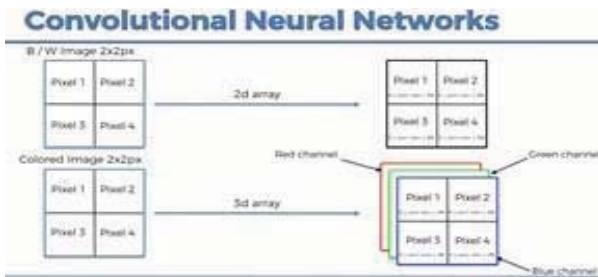 Convolutional Neural Networks
B / W Image 2x2px
Pixel 1 Pixel 2
Pixel 3 Pixel 4
2d array
Pixel 1 Pixel 2
Pixel 3 Pixel 4
Colored Image 2x2px
Pixel 1 Pixel 2
Pixel 3 Pixel 4
3d array
Red channel
Green channel
Pixel 1 Pixel 2
Pixel 3 Pixel 4
Blue channel